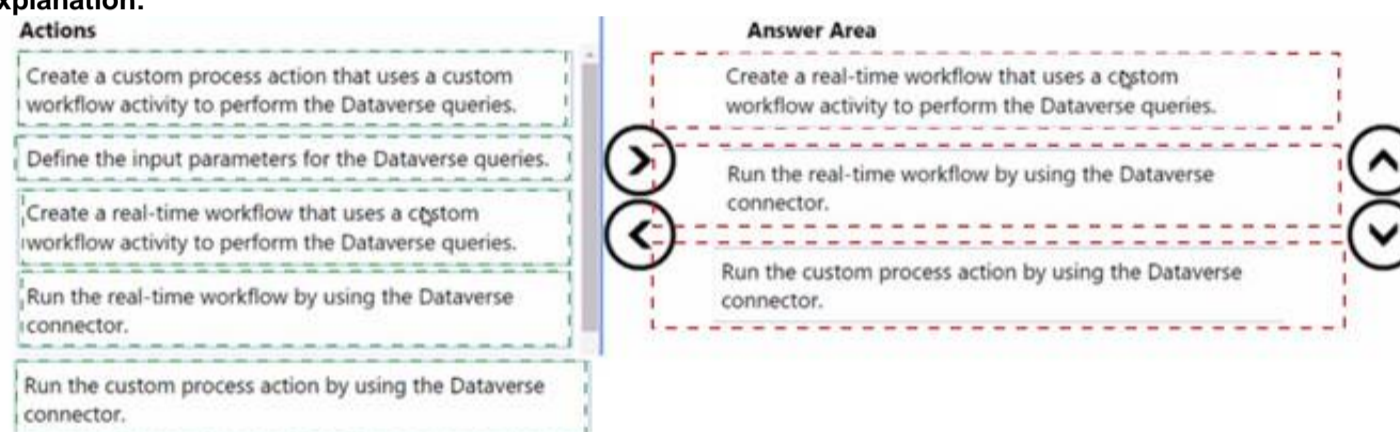 xplanation:
Actions
Create a custom process action that uses a custom
workflow activity to perform the Dataverse queries.
Define the input parameters for the Dataverse queries.
Create a real-time workflow that uses a custom
workflow activity to perform the Dataverse queries.
Run the real-time workflow by using the Dataverse
connector.
Run the custom process action by using the Dataverse
connector.
Answer Area
Create a real-time workflow that uses a custom
workflow activity to perform the Dataverse queries.
Run the real-time workflow by using the Dataverse
connector.
Run the custom process action by using the Dataverse
connector.